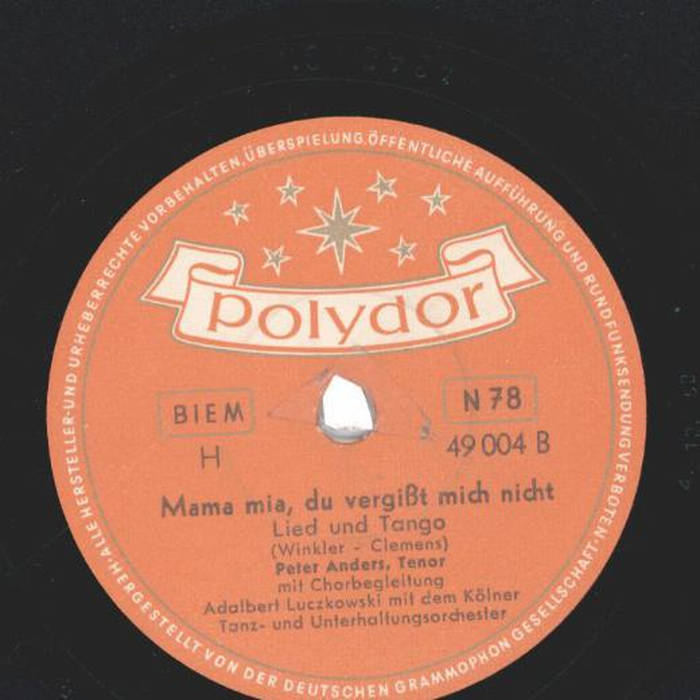 ALLE HERSTELLER- UND URHEBERRECHTE VORBEHALTEN, ÜBERSPIELUNG, ÖFFENTLICHE AUFFÜHRUNG UND RUNDFUNKSENDUNG VERBOTEN·
polydor
BIEM
N 78
H
49 004 B
Mama mia, du vergißt mich nicht
Lied und Tango
(Winkler - Clemens)
Peter Anders, Tenor
mit Chorbegleitung
Adalbert Luczkowski mit dem Kölner
Tanz- und Unterhaltungsorchester
HERGESTELLT VON DER DEUTSCHEN GRAMMOPHON GESELLSCHAFT·